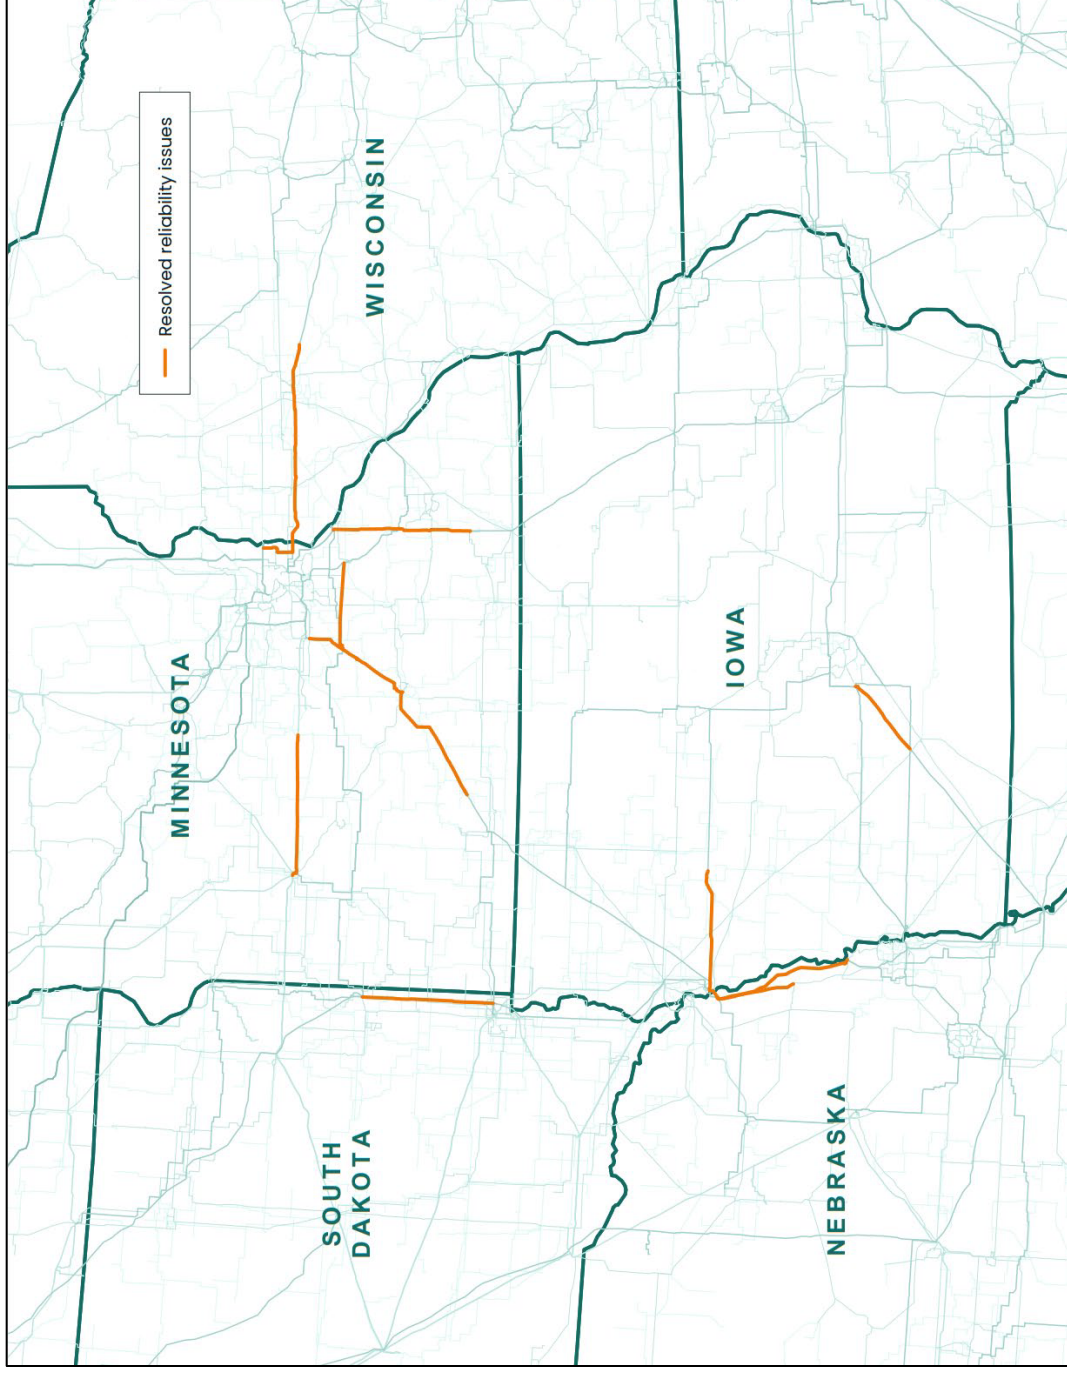 Resolved reliability issues
MINNESOTA
WISCONSIN
SOUTH
DAKOTA
IOWA
NEBRASKA